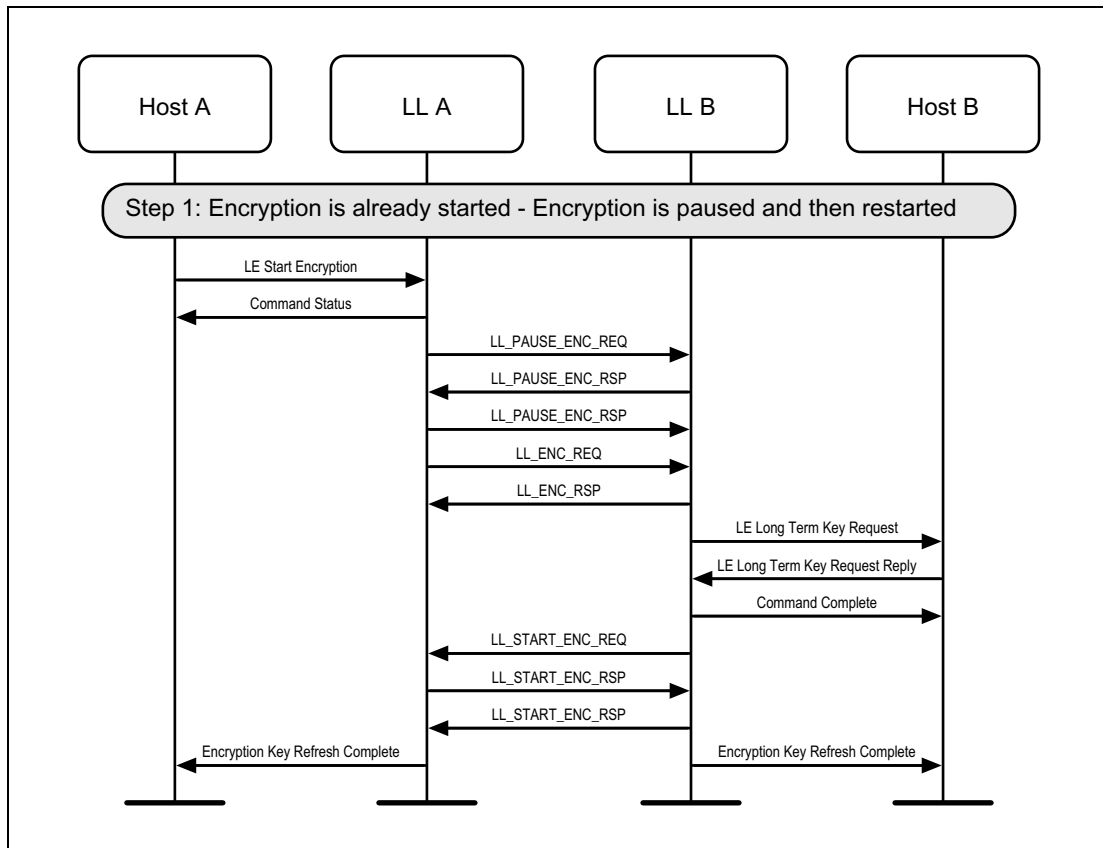 Host A
LL A
LL B
Host B
Step 1: Encryption is already started - Encryption is paused and then restarted
LE Start Encryption
Command Status
LL_PAUSE_ENC_REQ
LL_PAUSE_ENC_RSP
LL_PAUSE_ENC_RSP
LL_ENC_REQ
LL_ENC_RSP
LE Long Term Key Request
LE Long Term Key Request Reply
Command Complete
LL_START_ENC_REQ
LL_START_ENC_RSP
LL_START_ENC_RSP
Encryption Key Refresh Complete
Encryption Key Refresh Complete